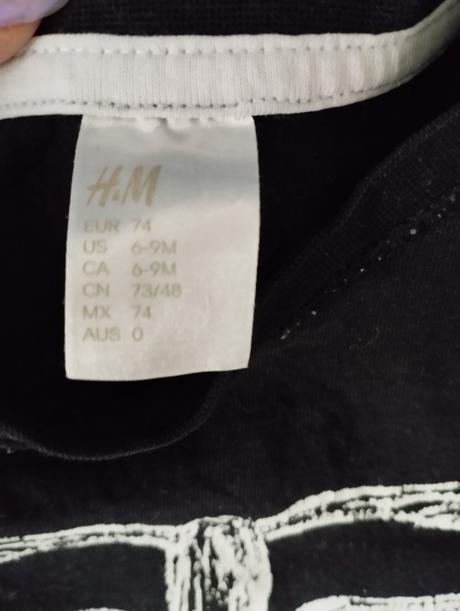 H&M
EUR 74
US 6-9M
CA 6-9M
CN 73/48
MX 74
AUS 0